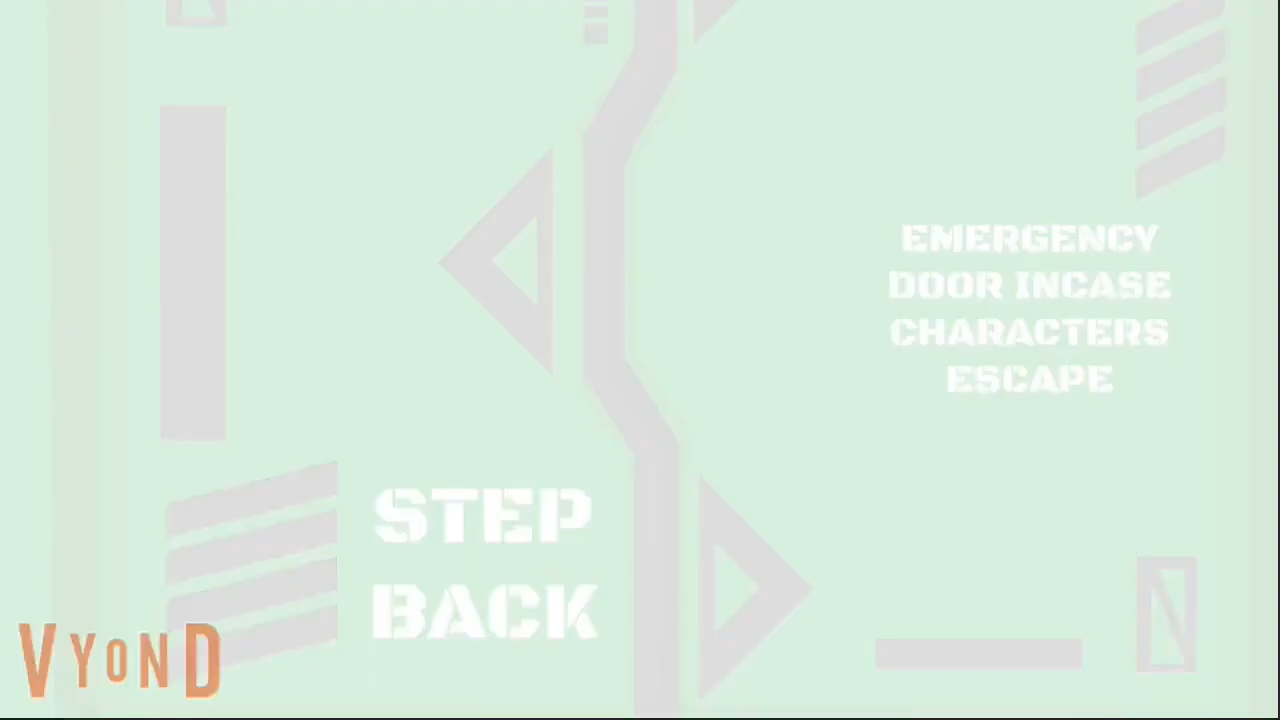 EMERGENCY
DOOR INCASE
CHARACTERS
ESCAPE
STEP
BACK
VYOND